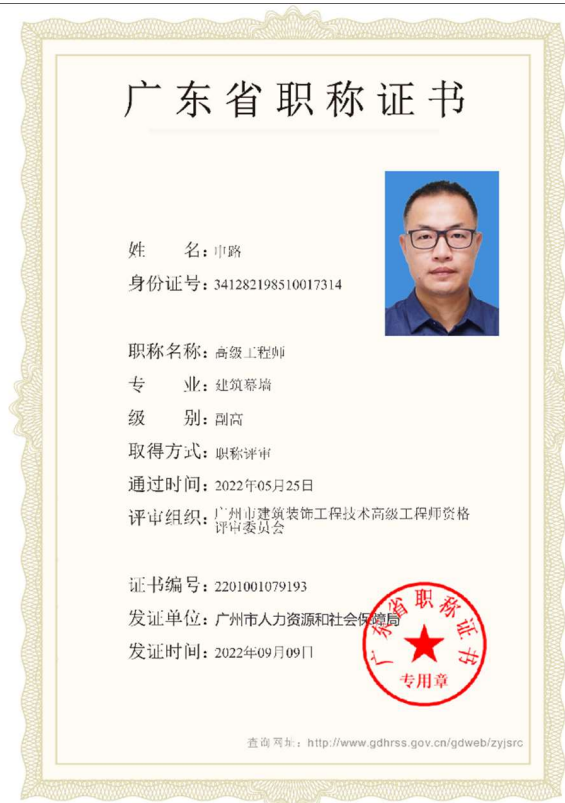 广东省职称证书
姓 名：申路
身份证号：341282198510017314
职称名称：高级工程师
专 业：建筑幕墙
级 别：副高
取得方式：职称评审
通过时间：2022年05月25日
评审组织：广州市建筑装饰工程技术高级工程师资格
评审委员会
证书编号：2201001079193
发证单位：广州市人力资源和社会保障局
发证时间：2022年09月09日
广东省职称证书
专用章
查询网址：http://www.gdhrss.gov.cn/gdweb/zyjsrc